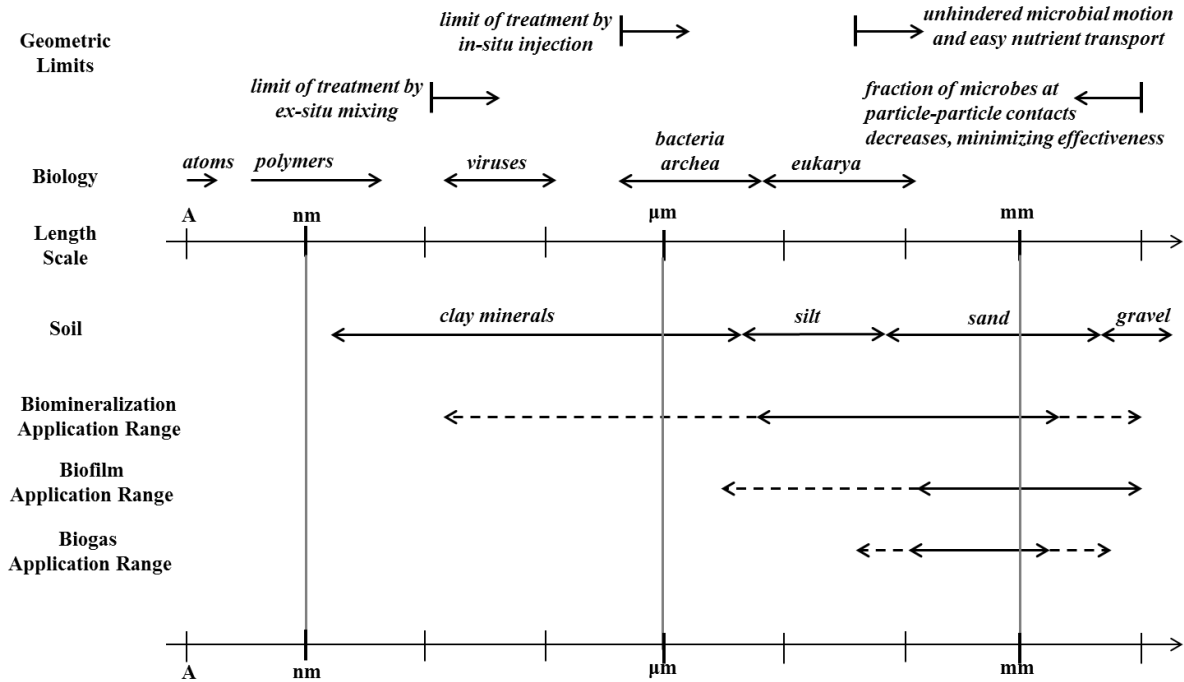 Geometric
Limits
limit of treatment by
in-situ injection
unhindered microbial motion
and easy nutrient transport
limit of treatment by
ex-situ mixing
fraction of microbes at
particle-particle contacts
decreases, minimizing effectiveness
Biology
atoms
polymers
viruses
bacteria
archea
eukarya
Length
Scale
A
nm
µm
mm
Soil
clay minerals
silt
sand
gravel
Biomineralization
Application Range
Biofilm
Application Range
Biogas
Application Range
A
nm
µm
mm